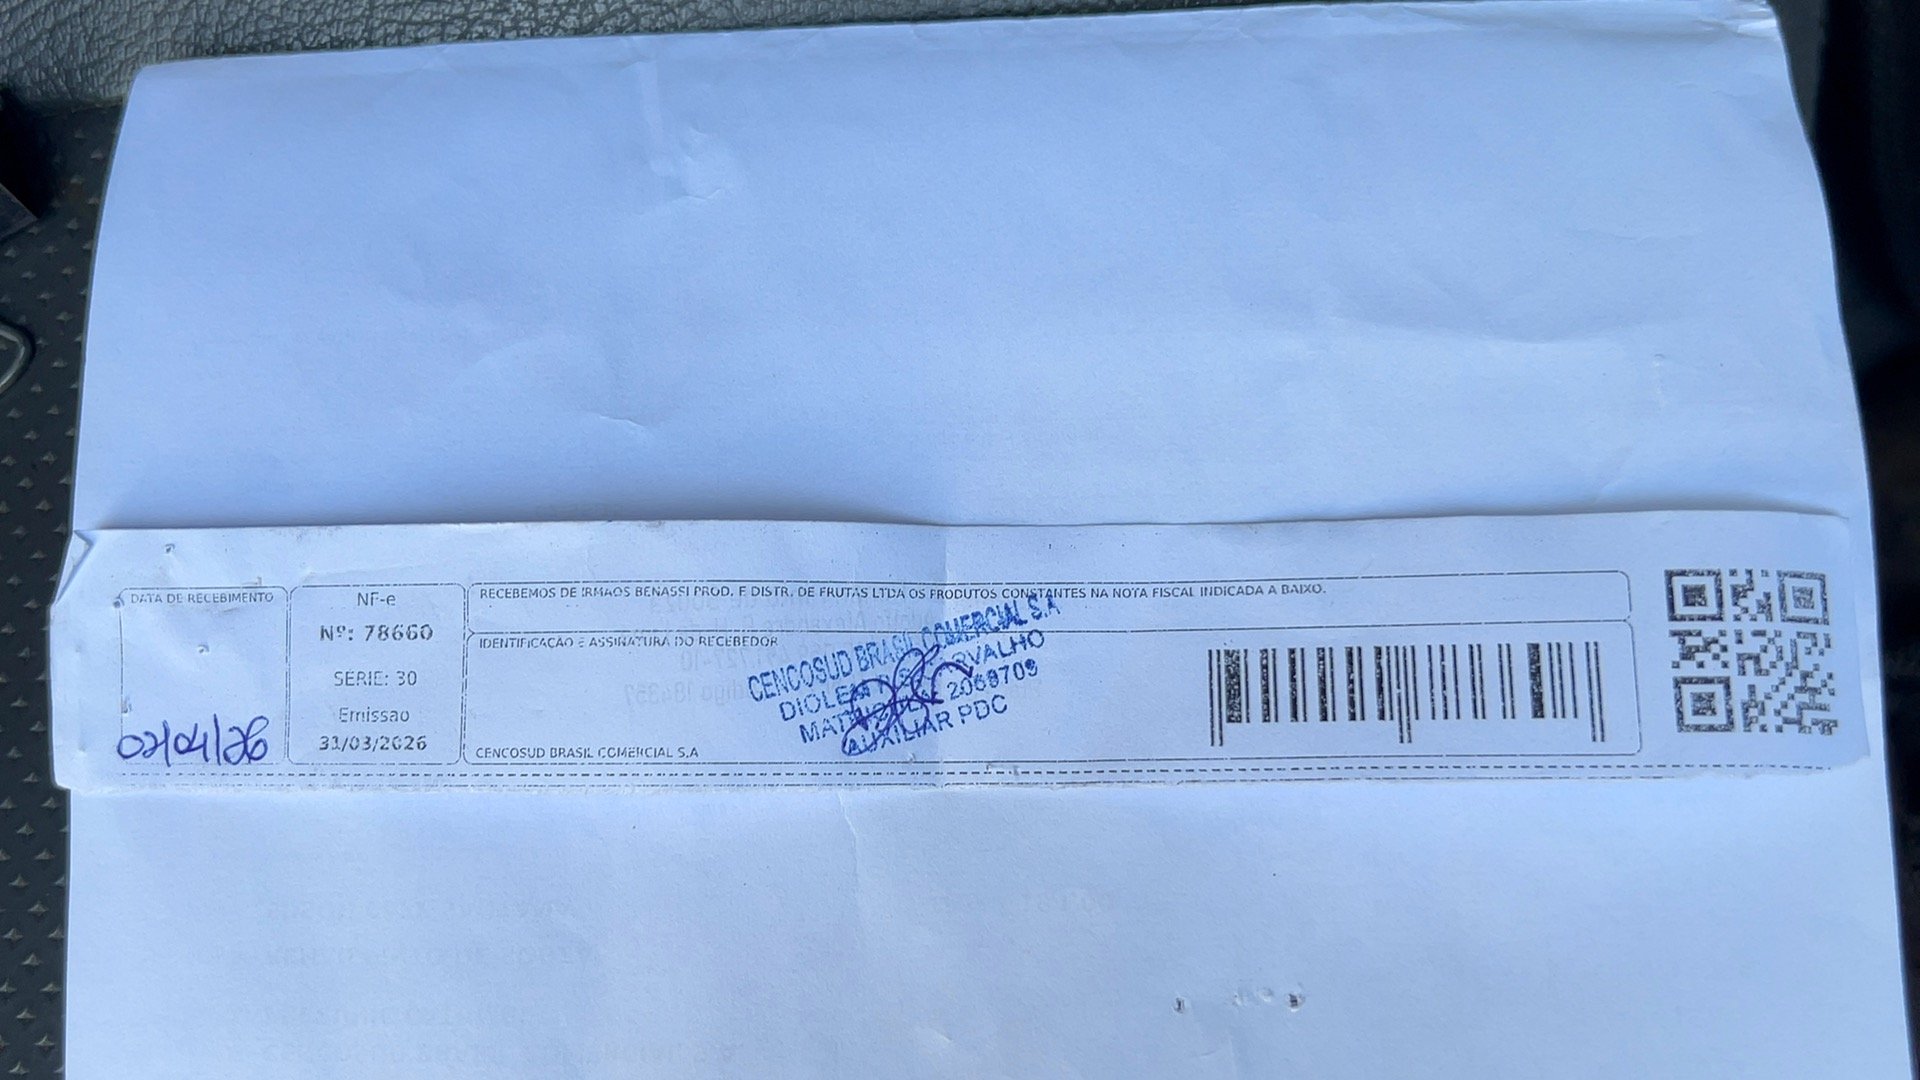 DATA DE RECEBIMENTO
02/04/26
NF-e
Nº: 78660
SÉRIE: 30
Emissao
31/03/2026
RECEBEMOS DE IRMAOS BENASSI PROD. E DISTR. DE FRUTAS LTDA OS PRODUTOS CONSTANTES NA NOTA FISCAL INDICADA A BAIXO.
IDENTIFICAÇÃO E ASSINATURA DO RECEBEDOR
CENCOSUD BRASIL COMERCIAL S.A
CENCOSUD BRASIL COMERCIAL S.A
2068709
AUXILIAR PDC